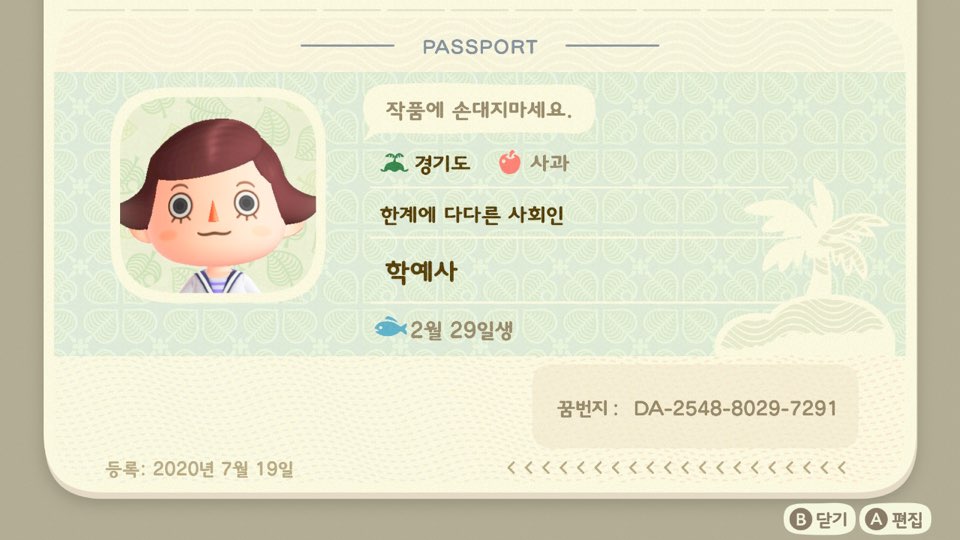 PASSPORT
작품에 손대지마세요.
경기도 사과
한계에 다다른 사회인
학예사
2월 29일생
꿈번지 : DA-2548-8029-7291
등록: 2020년 7월 19일 <<<<<<<<<<<<<<<<<<<<
B 닫기 A 편집